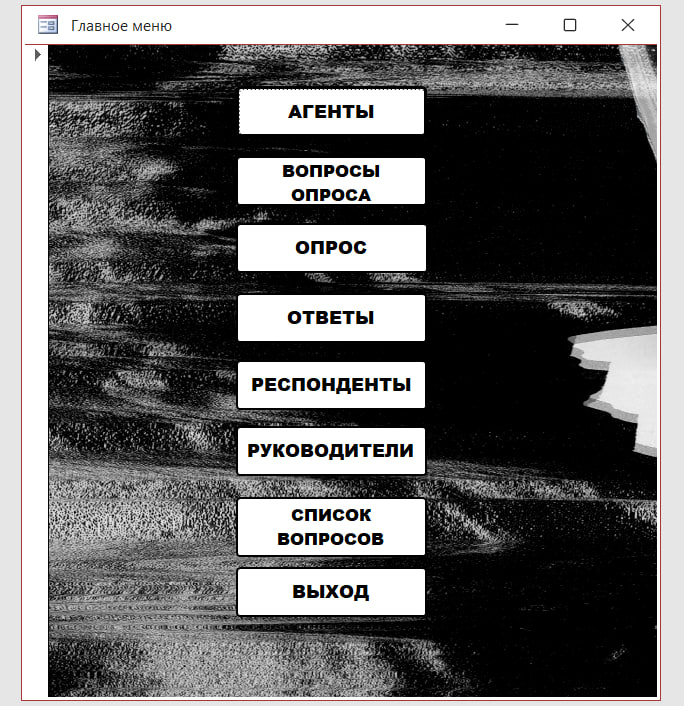 Главное меню
АГЕНТЫ
ВОПРОСЫ
ОПРОСА
ОПРОС
ОТВЕТЫ
РЕСПОНДЕНТЫ
РУКОВОДИТЕЛИ
СПИСОК
ВОПРОСОВ
ВЫХОД